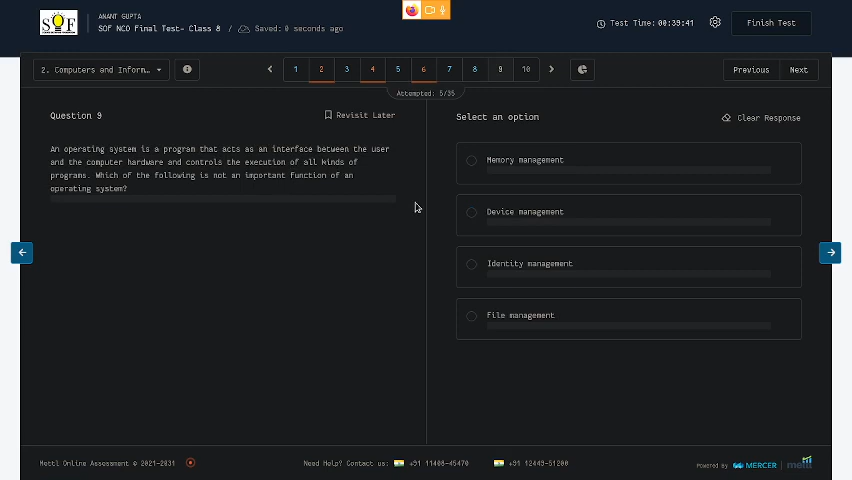 SOF
ANANT GUPTA
SOF NCO Final Test- Class 8 / Saved: 0 seconds ago
Test Time: 00:39:41
Finish Test
2. Computers and Inform...
1 2 3 4 5 6 7 8 9 10
Previous Next
Attempted: 5/35
Question 9
Revisit Later
An operating system is a program that acts as an interface between the user
and the computer hardware and controls the execution of all kinds of
programs. Which of the following is not an important function of an
operating system?
Select an option
Clear Response
Memory management
Device management
Identity management
File management
Mettl Online Assessment © 2021-2031
Need Help? Contact us: +91 11408-45470 +91 12449-51200
Powered by MERCER mettl